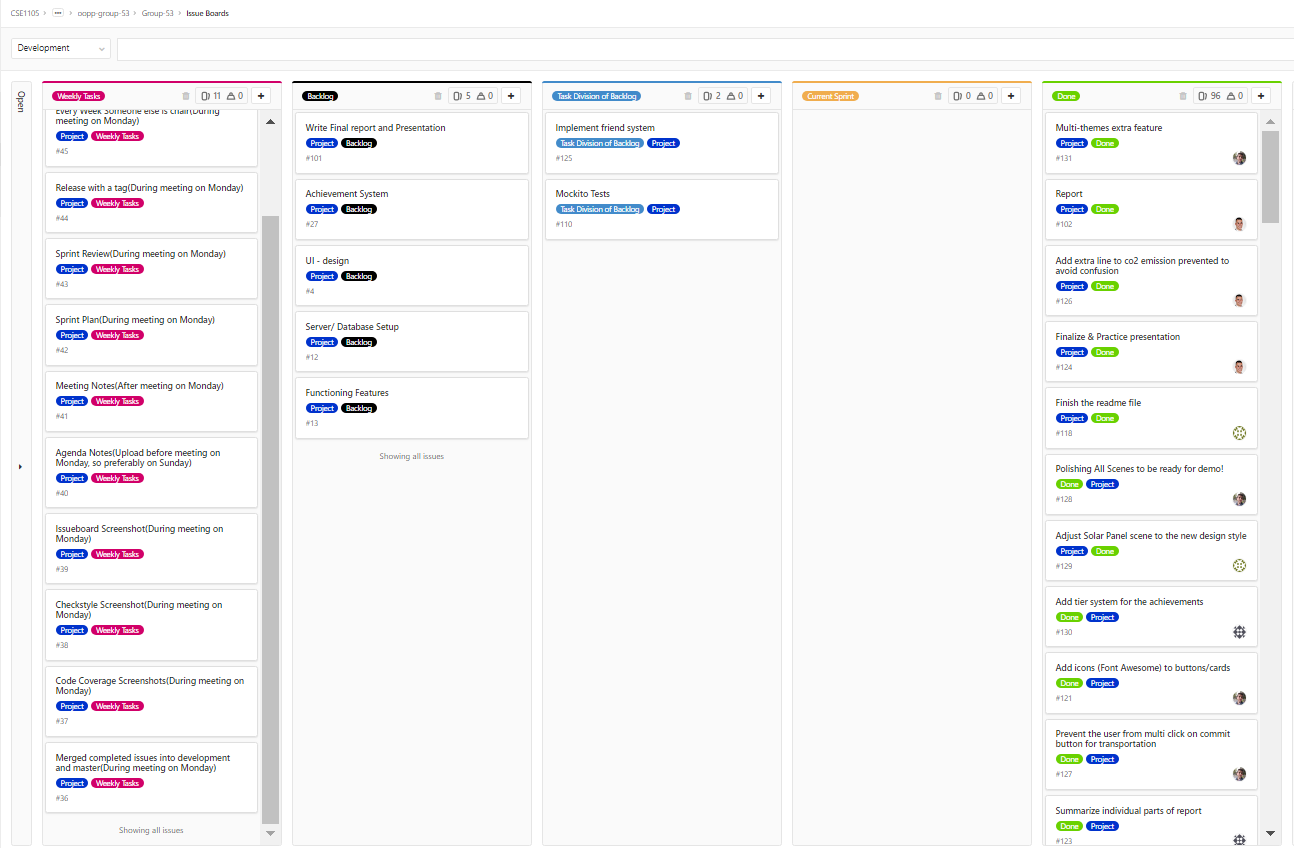 CSE1105 › ••• › oopp-group-53 › Group-53 › Issue Boards
Development
Open
Weekly Tasks 11 0 +
Every Week Someone else is chair(During
meeting on Monday)
Project Weekly Tasks
#45
Release with a tag(During meeting on Monday)
Project Weekly Tasks
#44
Sprint Review(During meeting on Monday)
Project Weekly Tasks
#43
Sprint Plan(During meeting on Monday)
Project Weekly Tasks
#42
Meeting Notes(After meeting on Monday)
Project Weekly Tasks
#41
Agenda Notes(Upload before meeting on
Monday, so preferably on Sunday)
Project Weekly Tasks
#40
Issueboard Screenshot(During meeting on
Monday)
Project Weekly Tasks
#39
Checkstyle Screenshot(During meeting on
Monday)
Project Weekly Tasks
#38
Code Coverage Screenshots(During meeting on
Monday)
Project Weekly Tasks
#37
Merged completed issues into development
and master(During meeting on Monday)
Project Weekly Tasks
#36
Showing all issues
Backlog 5 0 +
Write Final report and Presentation
Project Backlog
#101
Achievement System
Project Backlog
#27
UI - design
Project Backlog
#4
Server/ Database Setup
Project Backlog
#12
Functioning Features
Project Backlog
#13
Showing all issues
Task Division of Backlog 2 0 +
Implement friend system
Task Division of Backlog Project
#125
Mockito Tests
Task Division of Backlog Project
#110
Current Sprint 0 0 +
Done 96 0 +
Multi-themes extra feature
Project Done
#131
Report
Project Done
#102
Add extra line to co2 emission prevented to
avoid confusion
Project Done
#126
Finalize & Practice presentation
Project Done
#124
Finish the readme file
Project Done
#118
Polishing All Scenes to be ready for demo!
Done Project
#128
Adjust Solar Panel scene to the new design style
Project Done
#129
Add tier system for the achievements
Done Project
#130
Add icons (Font Awesome) to buttons/cards
Done Project
#121
Prevent the user from multi click on commit
button for transportation
Done Project
#127
Summarize individual parts of report
Done Project
#123